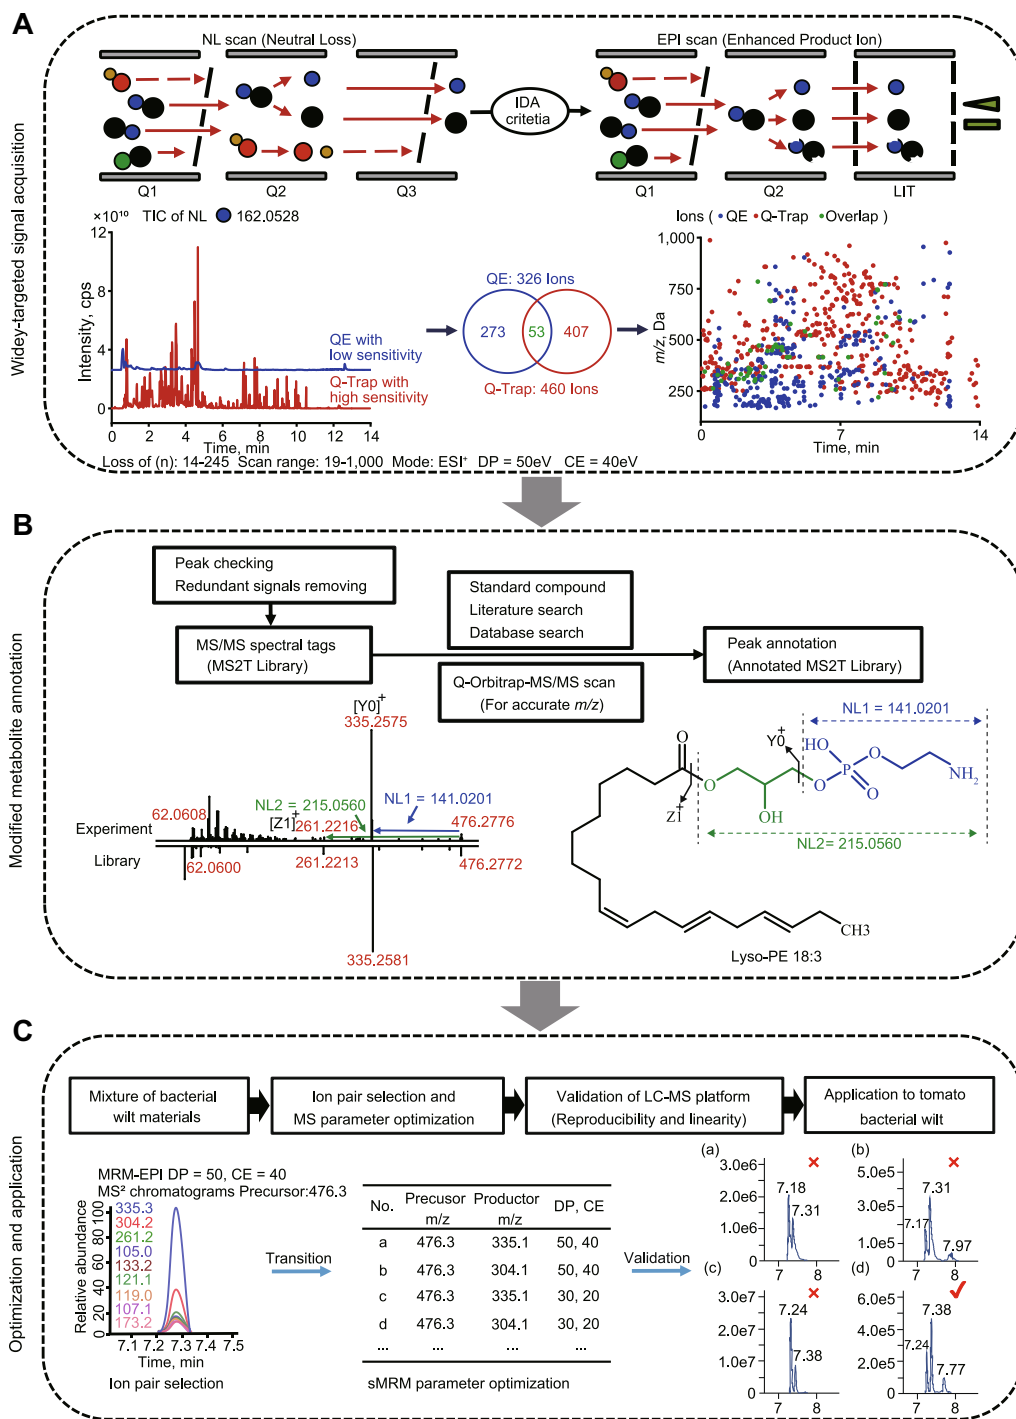 A
Widey-targeted signal acquisition
NL scan (Neutral Loss)
EPI scan (Enhanced Product Ion)
IDA
critetia
Q1
Q2
Q3
Q1
Q2
LIT
×10¹⁰
TIC of NL
162.0528
Intensity, cps
12
8
4
0
QE with
low sensitivity
Q-Trap with
high sensitivity
0 2 4 6 8 10 12 14
Time, min
QE: 326 Ions
273
53
407
Q-Trap: 460 Ions
Ions ( QE Q-Trap Overlap )
m/z, Da
1,000
750
500
250
0 7 14
Time, min
Loss of (n): 14-245 Scan range: 19-1,000 Mode: ESI⁺ DP = 50eV CE = 40eV
B
Modified metabolite annotation
Peak checking
Redundant signals removing
MS/MS spectral tags
(MS2T Library)
Standard compound
Literature search
Database search
Q-Orbitrap-MS/MS scan
(For accurate m/z)
Peak annotation
(Annotated MS2T Library)
[Y0]⁺
335.2575
NL2 = 215.0560
NL1 = 141.0201
[Z1]⁺
62.0608
261.2216
476.2776
Experiment
Library
62.0600
261.2213
476.2772
335.2581
NL1 = 141.0201
Y0⁺
O
HO
O
P
O
O
NH₂
O
OH
Z1⁺
NL2= 215.0560
CH3
Lyso-PE 18:3
C
Optimization and application
Mixture of bacterial
wilt materials
Ion pair selection and
MS parameter optimization
Validation of LC-MS platform
(Reproducibility and linearity)
Application to tomato
bacterial wilt
MRM-EPI DP = 50, CE = 40
MS² chromatograms Precursor:476.3
Relative abundance
100
80
60
40
20
0
335.3
304.2
261.2
105.0
133.2
121.1
119.0
107.1
173.2
7.1 7.2 7.3 7.4 7.5
Time, min
Ion pair selection
Transition
No. Precusor m/z Productor m/z DP, CE
a 476.3 335.1 50, 40
b 476.3 304.1 50, 40
c 476.3 335.1 30, 20
d 476.3 304.1 30, 20
... ... ... ...
sMRM parameter optimization
Validation
(a)
3.0e6
2.0e6
1.0e6
0
7.18
7.31
7 8
(b)
5.0e5
4.0e5
2.0e5
0
7.31
7.17
7.97
7 8
(c)
3.0e7
2.0e7
1.0e7
0
7.24
7.38
7 8
(d)
6.0e5
4.0e5
2.0e5
0
7.38
7.24
7.77
7 8